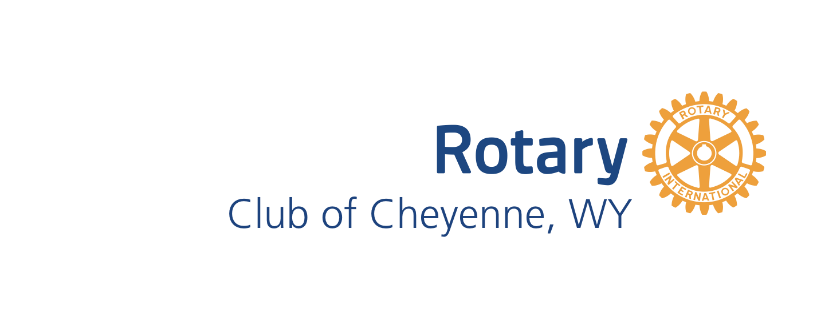 Rotary
Club of Cheyenne, WY
ROTARY
INTERNATIONAL